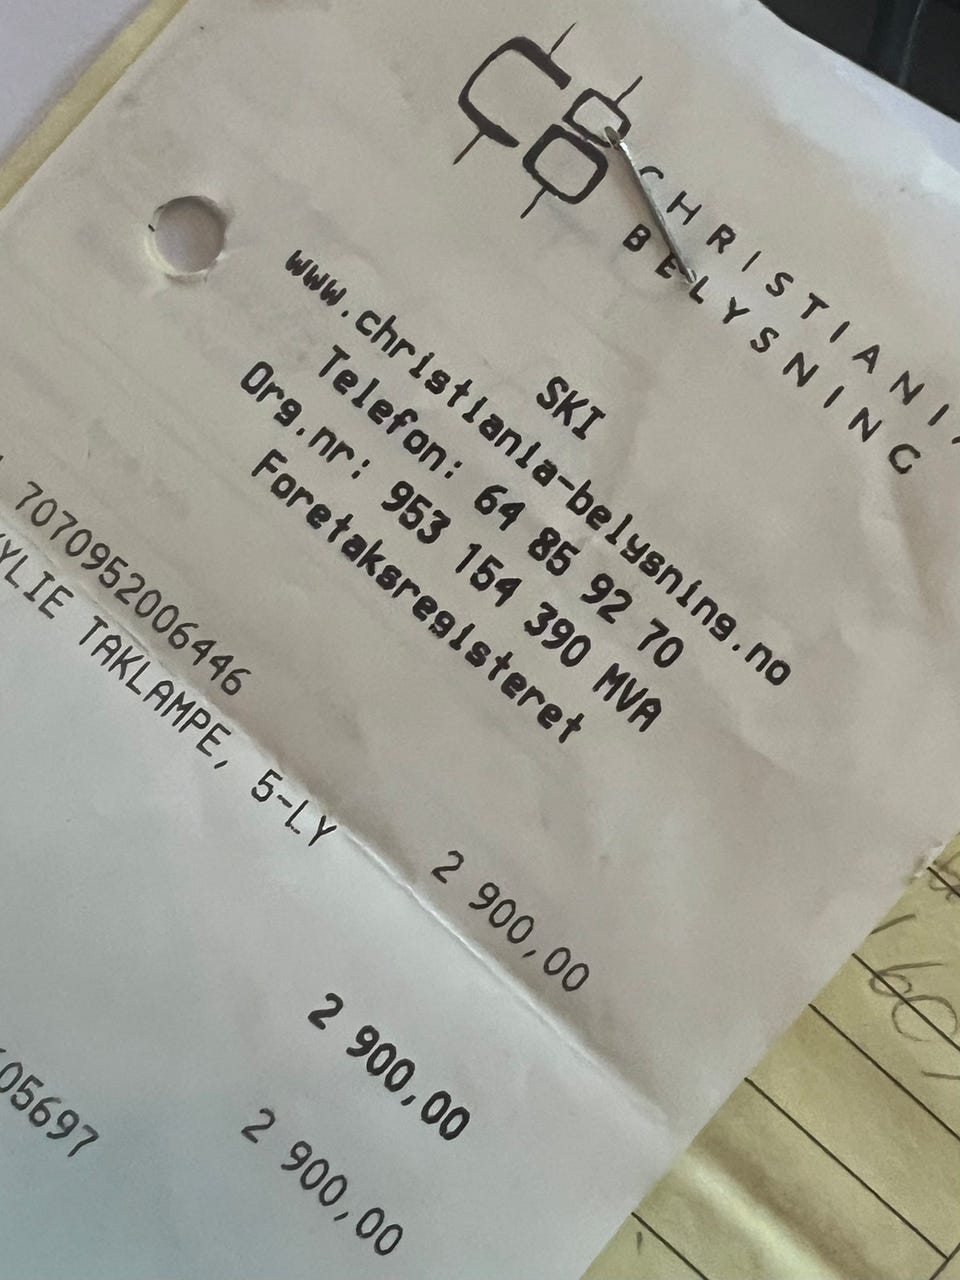 CHRISTIANIA
BELYSNING
SKI
www.christiania-belysning.no
Telefon: 64 85 92 70
Org.nr: 953 154 390 MVA
Foretaksregisteret
7070952006446
KYLIE TAKLAMPE, 5-LY
2 900,00
2 900,00
05697 2 900,00
60